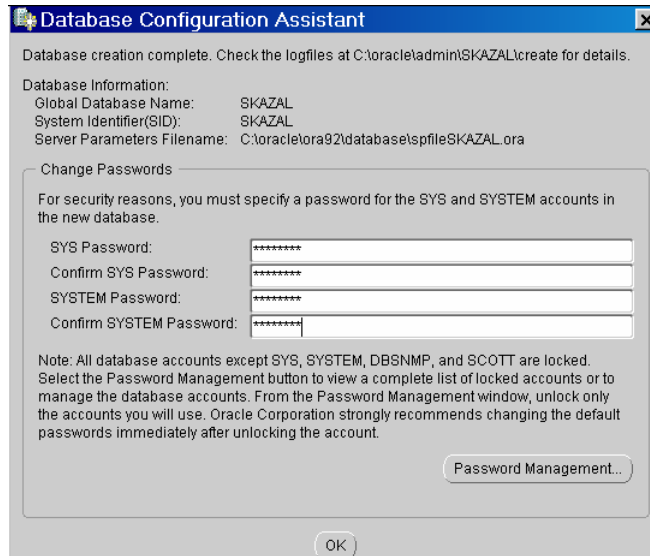 Database Configuration Assistant
Database creation complete. Check the logfiles at C:\oracle\admin\SKAZAL\create for details.
Database Information:
Global Database Name: SKAZAL
System Identifier(SID): SKAZAL
Server Parameters Filename: C:\oracle\ora92\database\spfileSKAZAL.ora
Change Passwords
For security reasons, you must specify a password for the SYS and SYSTEM accounts in
the new database.
SYS Password: ********
Confirm SYS Password: ********
SYSTEM Password: ********
Confirm SYSTEM Password: ********
Note: All database accounts except SYS, SYSTEM, DBSNMP, and SCOTT are locked.
Select the Password Management button to view a complete list of locked accounts or to
manage the database accounts. From the Password Management window, unlock only
the accounts you will use. Oracle Corporation strongly recommends changing the default
passwords immediately after unlocking the account.
Password Management...
OK